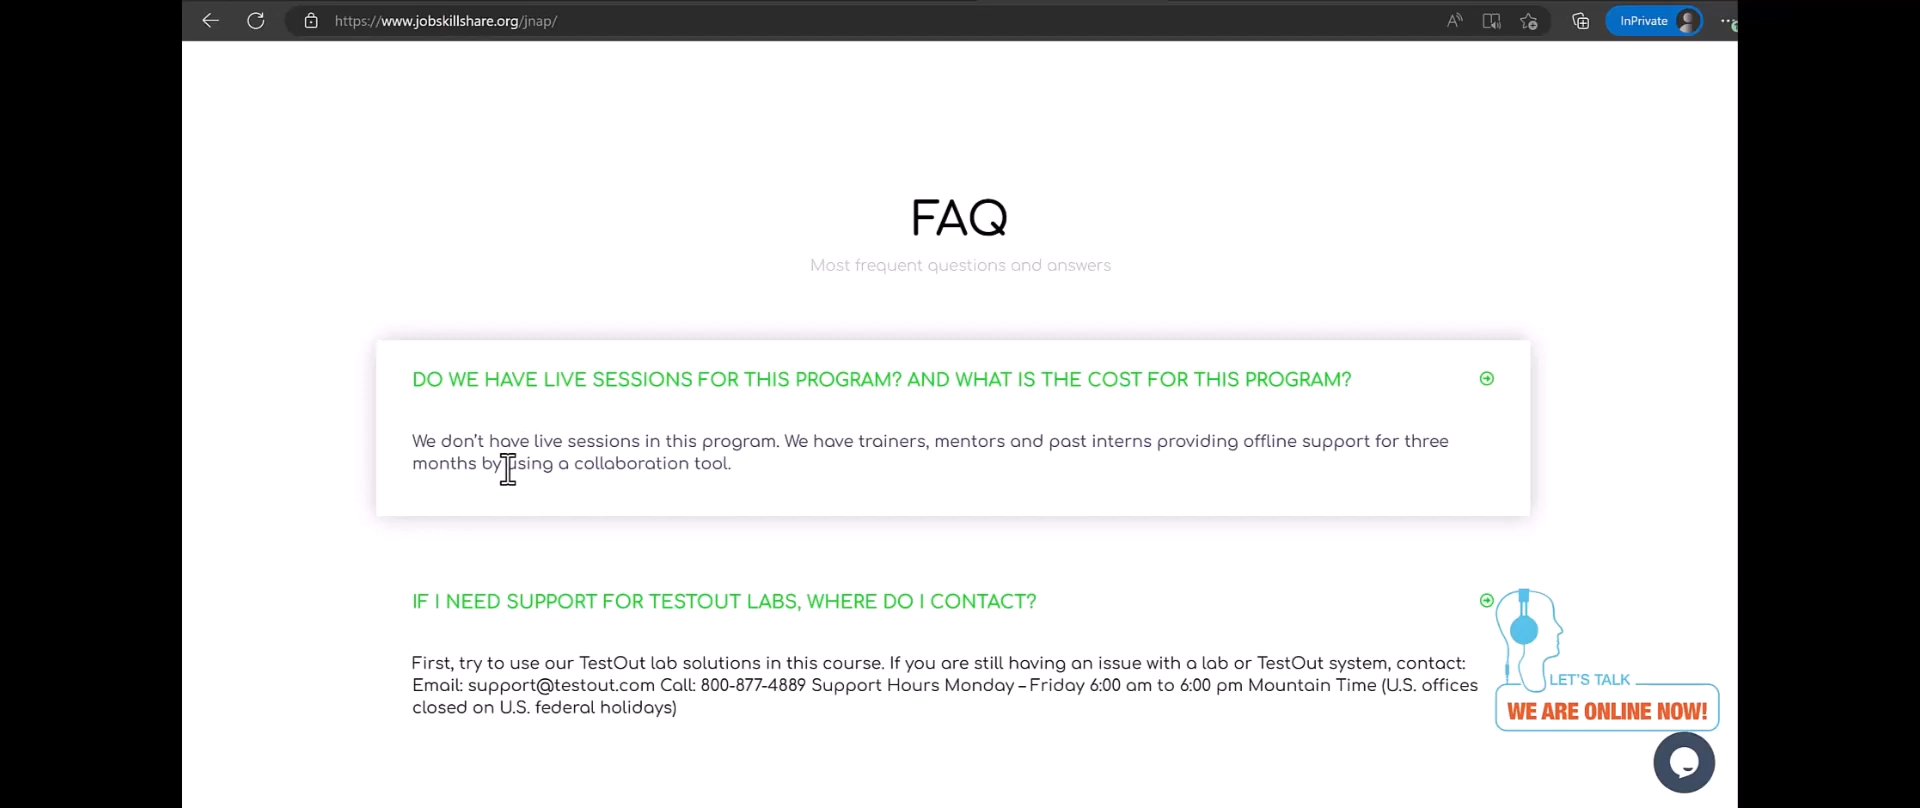 https://www.jobskillshare.org/jnap/
InPrivate
FAQ
Most frequent questions and answers
DO WE HAVE LIVE SESSIONS FOR THIS PROGRAM? AND WHAT IS THE COST FOR THIS PROGRAM?
We don't have live sessions in this program. We have trainers, mentors and past interns providing offline support for three
months by using a collaboration tool.
IF I NEED SUPPORT FOR TESTOUT LABS, WHERE DO I CONTACT?
First, try to use our TestOut lab solutions in this course. If you are still having an issue with a lab or TestOut system, contact:
Email: support@testout.com Call: 800-877-4889 Support Hours Monday – Friday 6:00 am to 6:00 pm Mountain Time (U.S. offices
closed on U.S. federal holidays)
LET'S TALK
WE ARE ONLINE NOW!